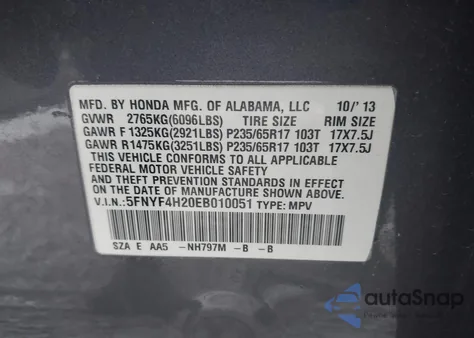 MFD. BY HONDA MFG. OF ALABAMA, LLC 10/'13
GVWR 2765KG(6096LBS) TIRE SIZE RIM SIZE
GAWR F 1325KG(2921LBS) P235/65R17 103T 17X7.5J
GAWR R1475KG(3251LBS) P235/65R17 103T 17X7.5J
THIS VEHICLE CONFORMS TO ALL APPLICABLE
FEDERAL MOTOR VEHICLE SAFETY
AND THEFT PREVENTION STANDARDS IN EFFECT
ON THE DATE OF MANUFACTURE SHOWN ABOVE.
V.I.N.:5FNYF4H20EB010051 TYPE: MPV
SZA E AA5 -NH797M -B -B
autoSnap